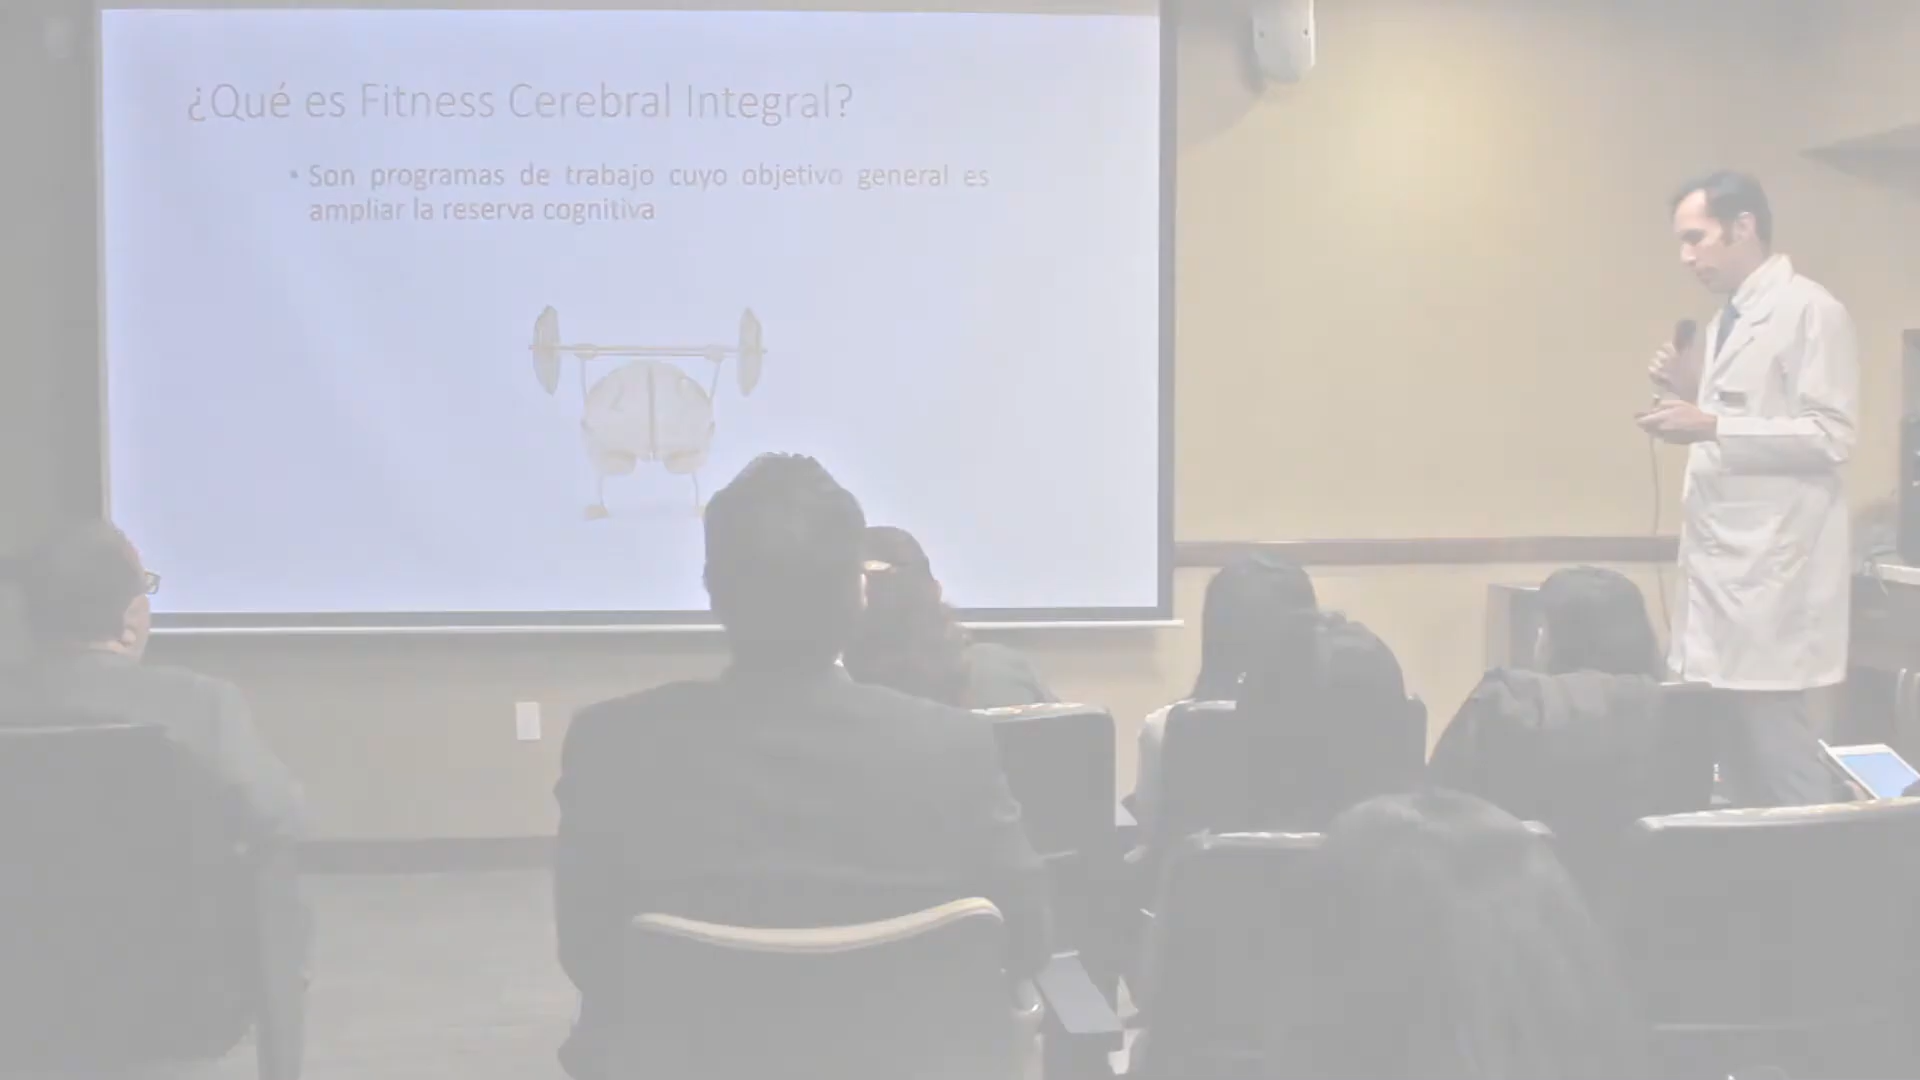 ¿Qué es Fitness Cerebral Integral?
• Son programas de trabajo cuyo objetivo general es
ampliar la reserva cognitiva